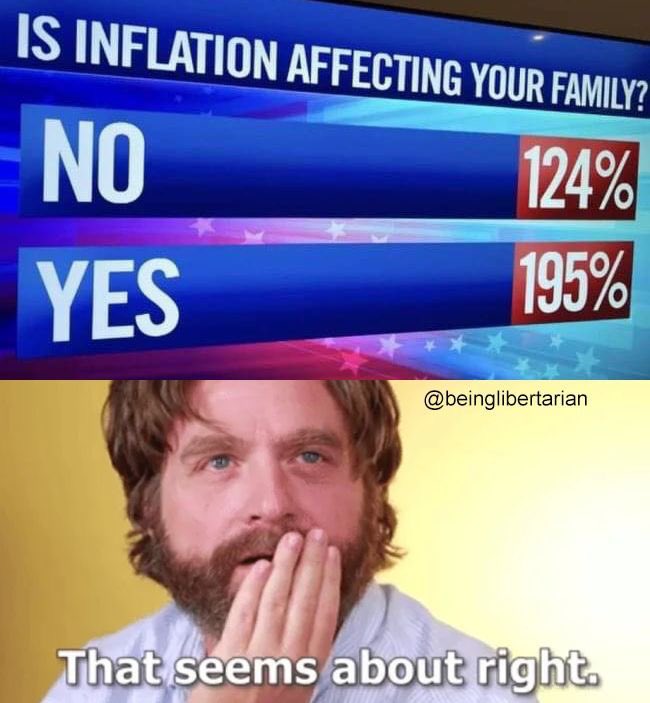 IS INFLATION AFFECTING YOUR FAMILY?
NO 124%
YES 195%
@beinglibertarian
That seems about right.